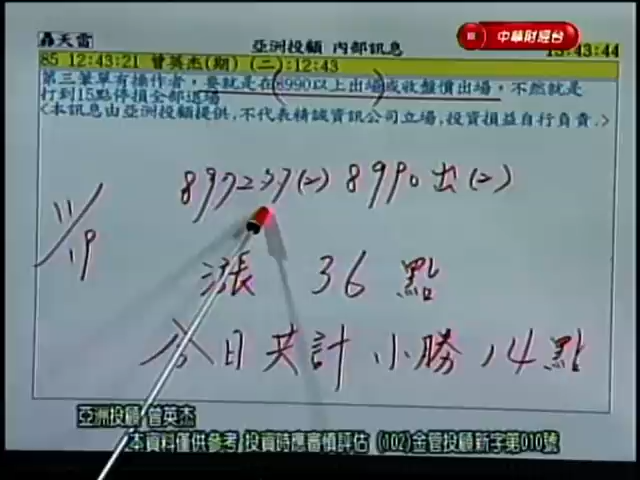 轟天雷
亞洲投顧 內部訊息
中華財經台
13:43:44
85 12:43:21 曾英杰(期) (二):12:43
第三筆單有操作者，要就是在8990以上出場或收盤價出場，不然就是
打到15點停損全部退場
<本訊息由亞洲投顧提供,不代表精誠資訊公司立場,投資損益自行負責.>
11/19
(二) 8990出(二)
漲 36 點
今日共計 小勝 14點
亞洲投顧 曾英杰
本資料僅供參考,投資時應審慎評估 (102)金管投顧新字第010號